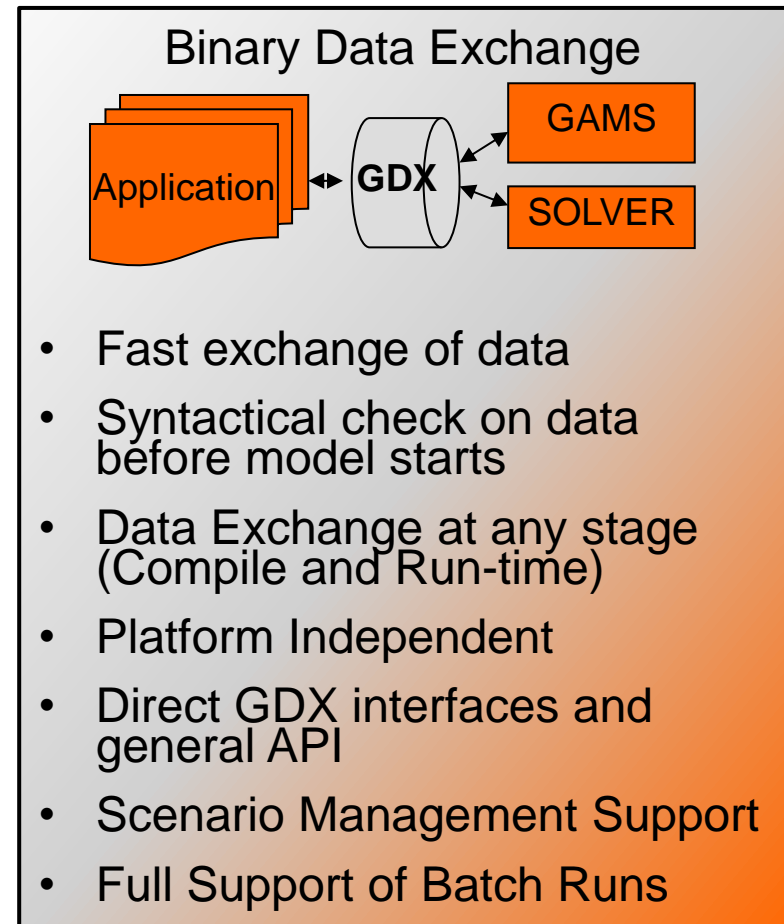 Binary Data Exchange
Application
GDX
GAMS
SOLVER
• Fast exchange of data
• Syntactical check on data
before model starts
• Data Exchange at any stage
(Compile and Run-time)
• Platform Independent
• Direct GDX interfaces and
general API
• Scenario Management Support
• Full Support of Batch Runs